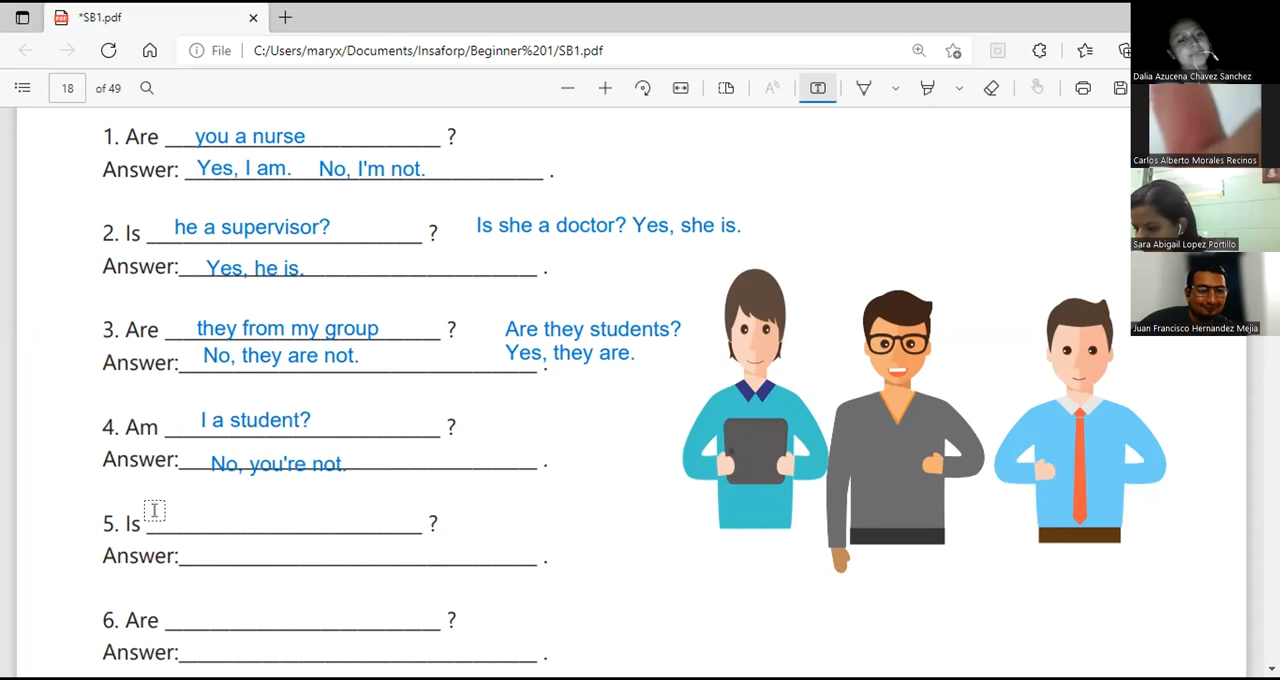 *SB1.pdf
File C:/Users/maryx/Documents/Insaforp/Beginner%201/SB1.pdf
18 of 49
1. Are you a nurse ?
Answer: Yes, I am. No, I'm not. .
2. Is he a supervisor? ? Is she a doctor? Yes, she is.
Answer: Yes, he is. .
3. Are they from my group ? Are they students?
Answer: No, they are not. . Yes, they are.
4. Am I a student? ?
Answer: No, you're not. .
5. Is ?
Answer: .
6. Are ?
Answer: .
Dalia Azucena Chavez Sanchez
Carlos Alberto Morales Recinos
Sara Abigail Lopez Portillo
Juan Francisco Hernandez Mejia